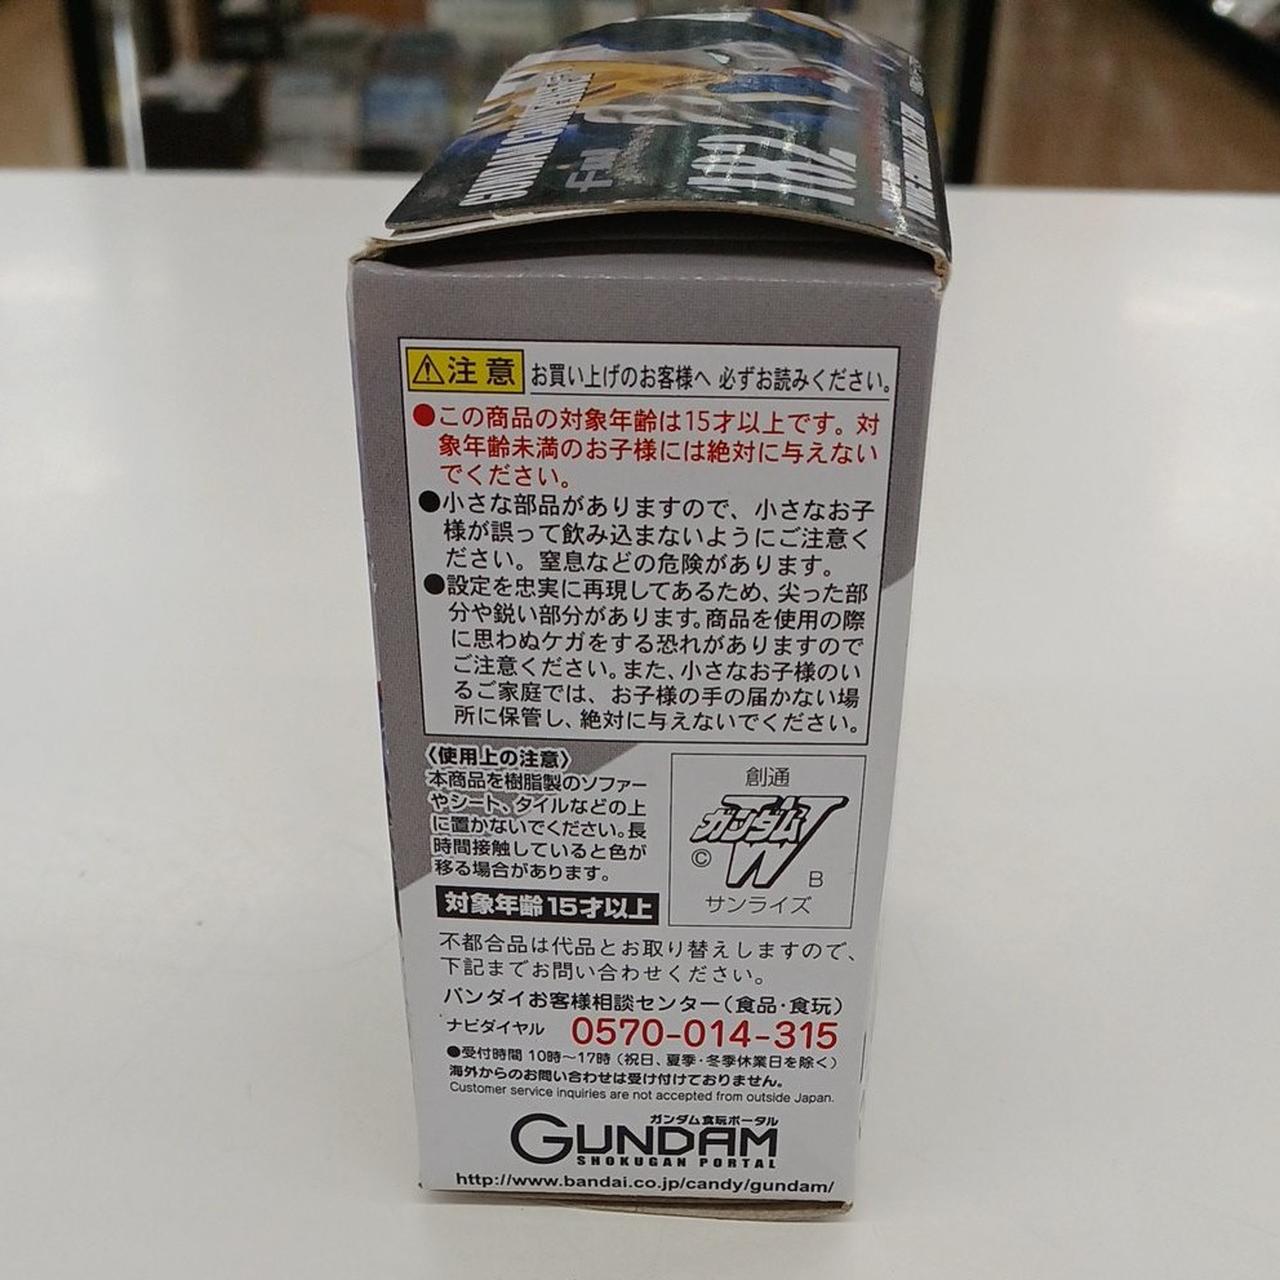 182
⚠注意 お買い上げのお客様へ 必ずお読みください。
●この商品の対象年齢は15才以上です。対
象年齢未満のお子様には絶対に与えない
でください。
●小さな部品がありますので、小さなお子
様が誤って飲み込まないようにご注意く
ださい。窒息などの危険があります。
●設定を忠実に再現してあるため、尖った部
分や鋭い部分があります。商品を使用の際
に思わぬケガをする恐れがありますので
ご注意ください。また、小さなお子様のい
るご家庭では、お子様の手の届かない場
所に保管し、絶対に与えないでください。
〈使用上の注意〉
本商品を樹脂製のソファー
やシート、タイルなどの上
に置かないでください。長
時間接触していると色が
移る場合があります。
対象年齢15才以上
創通
ガンダム
W
© B
サンライズ
不都合品は代品とお取り替えしますので、
下記までお問い合わせください。
バンダイお客様相談センター(食品・食玩)
ナビダイヤル 0570-014-315
●受付時間 10時～17時(祝日、夏季・冬季休業日を除く)
海外からのお問い合わせは受け付けておりません。
Customer service inquiries are not accepted from outside Japan.
ガンダム食玩ポータル
GUNDAM
SHOKUGAN PORTAL
http://www.bandai.co.jp/candy/gundam/